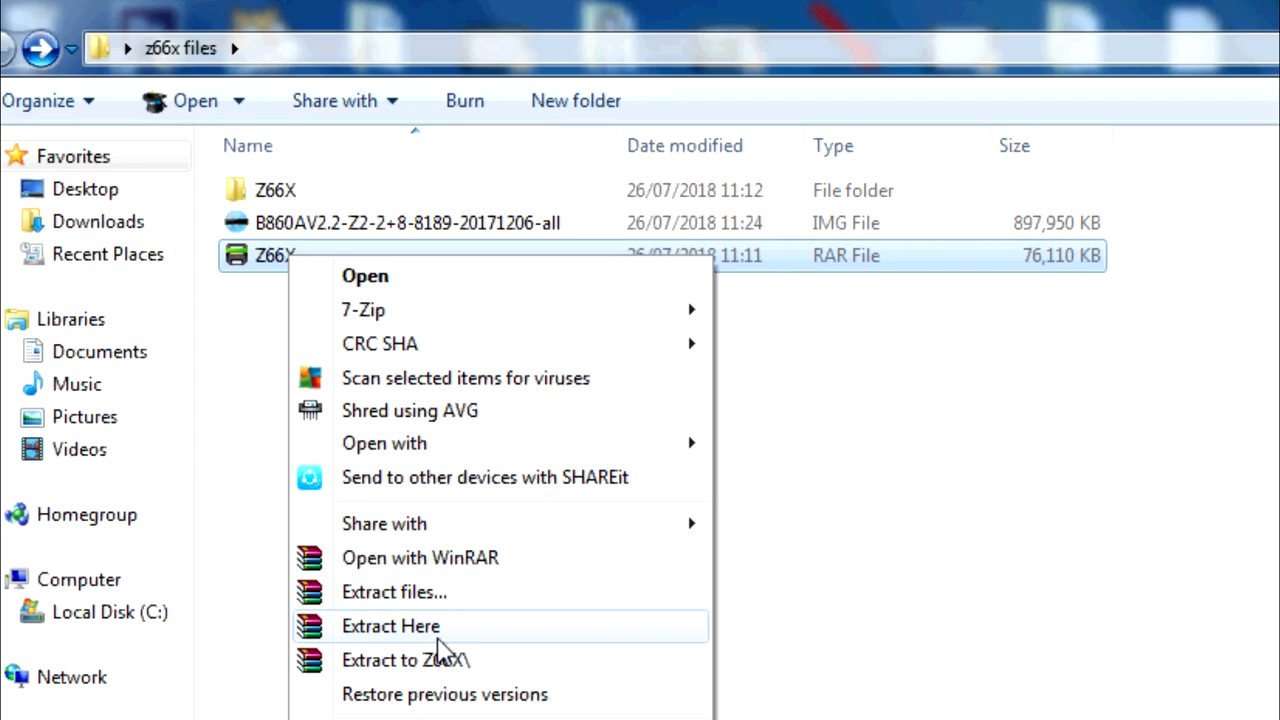 z66x files
Organize Open Share with Burn New folder
Name Date modified Type Size
Favorites
Desktop
Downloads
Recent Places
Libraries
Documents
Music
Pictures
Videos
Homegroup
Computer
Local Disk (C:)
Network
Z66X 26/07/2018 11:12 File folder
B860AV2.2-Z2-2+8-8189-20171206-all 26/07/2018 11:24 IMG File 897,950 KB
Z66X 26/07/2018 11:11 RAR File 76,110 KB
Open
7-Zip
CRC SHA
Scan selected items for viruses
Shred using AVG
Open with
Send to other devices with SHAREit
Share with
Open with WinRAR
Extract files...
Extract Here
Extract to Z66X\
Restore previous versions